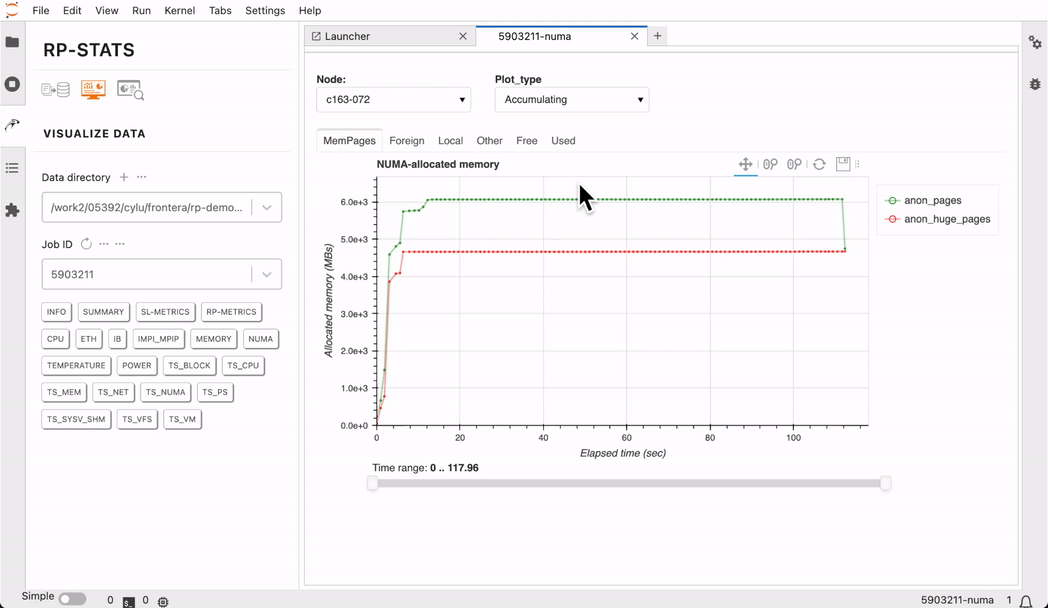 File Edit View Run Kernel Tabs Settings Help
RP-STATS
VISUALIZE DATA
Data directory + ...
/work2/05392/cylu/frontera/rp-demo...
Job ID ... ...
5903211
INFO SUMMARY SL-METRICS RP-METRICS
CPU ETH IB IMPI_MPIP MEMORY NUMA
TEMPERATURE POWER TS_BLOCK TS_CPU
TS_MEM TS_NET TS_NUMA TS_PS
TS_SYSV_SHM TS_VFS TS_VM
Launcher 5903211-numa
Node: Plot_type
c163-072 Accumulating
MemPages Foreign Local Other Free Used
NUMA-allocated memory
Allocated memory (MBs)
6.0e+3
5.0e+3
4.0e+3
3.0e+3
2.0e+3
1.0e+3
0.0e+0
0 20 40 60 80 100
Elapsed time (sec)
anon_pages
anon_huge_pages
Time range: 0 .. 117.96
Simple 0 0 5903211-numa 1